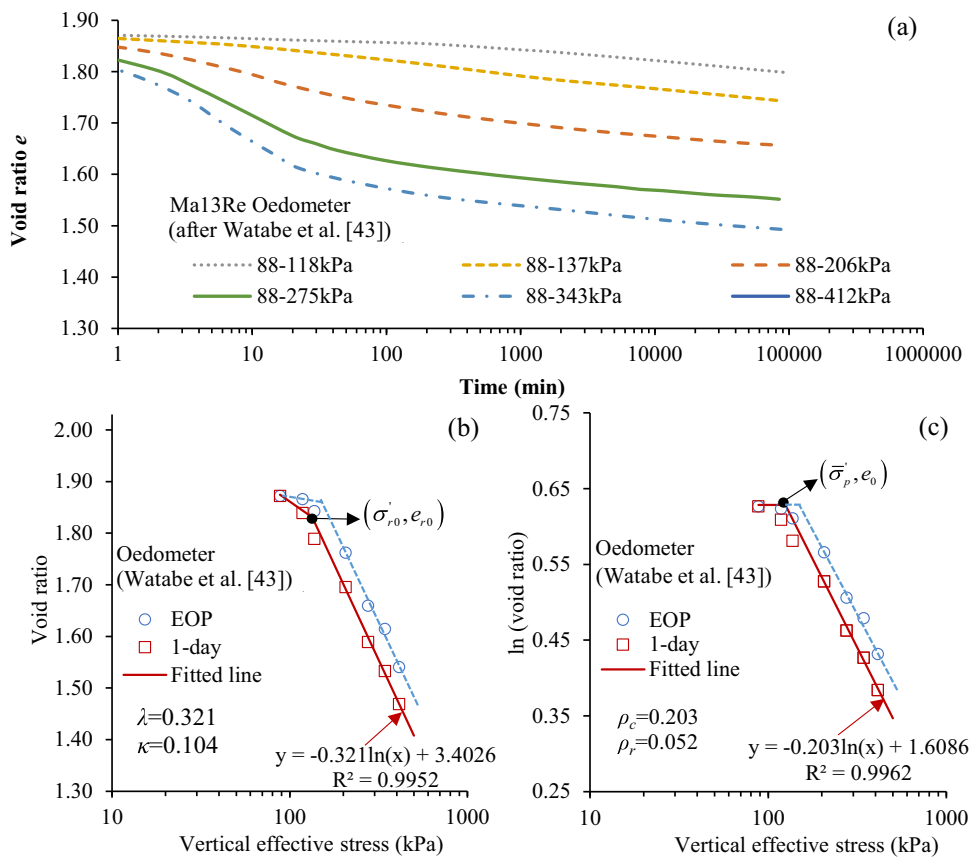 (a)
1.90
1.80
1.70
1.60
1.50
1.40
1.30
Void ratio e
Ma13Re Oedometer
(after Watabe et al. [43])
88-118kPa
88-137kPa
88-206kPa
88-275kPa
88-343kPa
88-412kPa
1
10
100
1000
10000
100000
1000000
Time (min)
(b)
2.00
1.90
1.80
1.70
1.60
1.50
1.40
1.30
Void ratio
(σ'r0, er0)
Oedometer
(Watabe et al. [43])
EOP
1-day
Fitted line
λ=0.321
κ=0.104
y = -0.321ln(x) + 3.4026
R² = 0.9952
10
100
1000
Vertical effective stress (kPa)
(c)
0.75
0.65
0.55
0.45
0.35
0.25
ln (void ratio)
(σ̄'p, e0)
Oedometer
(Watabe et al. [43])
EOP
1-day
Fitted line
ρc=0.203
ρr=0.052
y = -0.203ln(x) + 1.6086
R² = 0.9962
10
100
1000
Vertical effective stress (kPa)